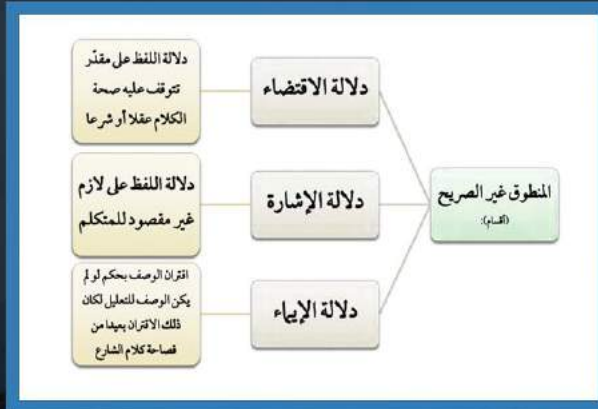 المنطوق غير الصريح
(أقسام):
دلالة الاقتضاء
دلالة اللفظ على مقدّر
تتوقف عليه صحة
الكلام عقلا أو شرعا
دلالة الإشارة
دلالة اللفظ على لازم
غير مقصود للمتكلم
دلالة الإيماء
اقتران الوصف بحكم لو لم
يكن الوصف للتعليل لكان
ذلك الاقتران بعيدا من
فصاحة كلام الشارع